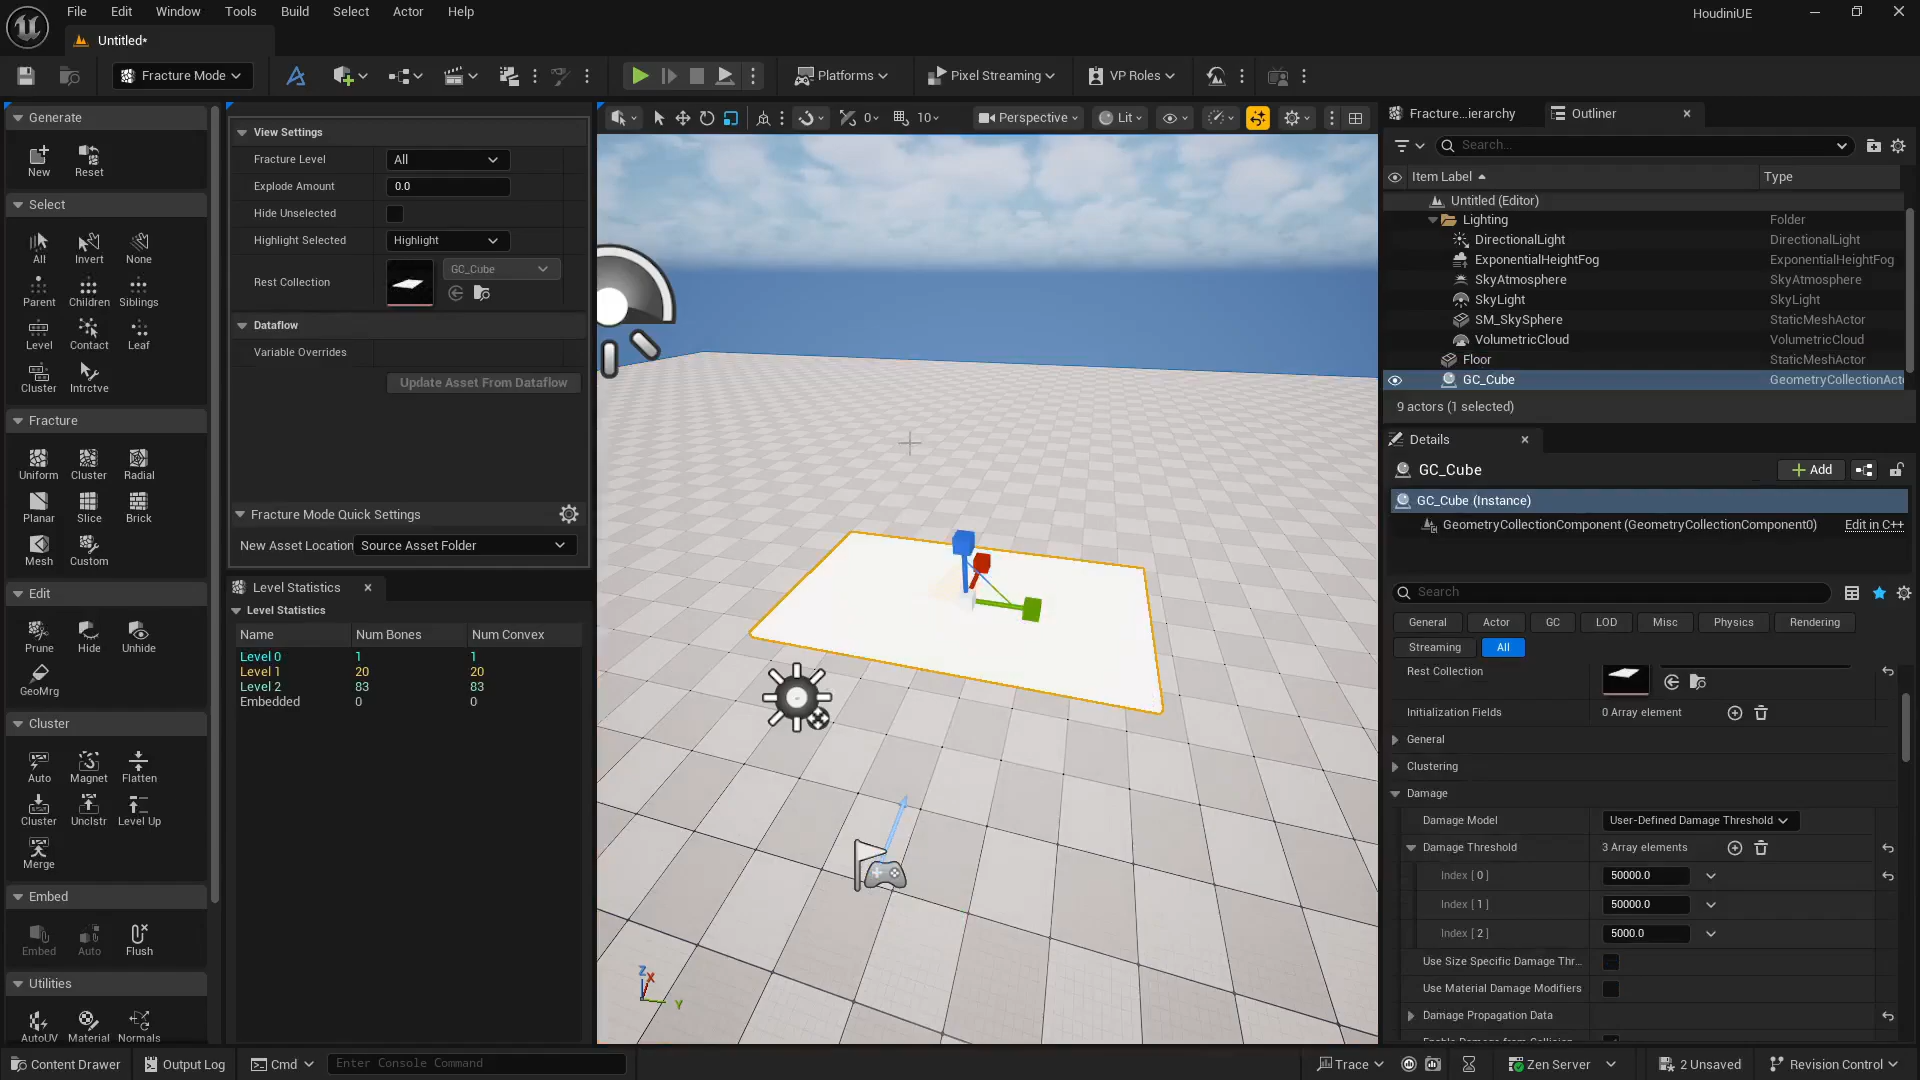 File Edit Window Tools Build Select Actor Help
HoudiniUE
Untitled*
Fracture Mode
Platforms
Pixel Streaming
VP Roles
Generate
New Reset
Select
All Invert None
Parent Children Siblings
Level Contact Leaf
Cluster Intrctve
Fracture
Uniform Cluster Radial
Planar Slice Brick
Mesh Custom
Edit
Prune Hide Unhide
GeoMrg
Cluster
Auto Magnet Flatten
Cluster Unclstr Level Up
Merge
Embed
Embed Auto Flush
Utilities
AutoUV Material Normals
View Settings
Fracture Level All
Explode Amount 0.0
Hide Unselected
Highlight Selected Highlight
Rest Collection GC_Cube
Dataflow
Variable Overrides
Update Asset From Dataflow
Fracture Mode Quick Settings
New Asset Location Source Asset Folder
Level Statistics
Level Statistics
Name Num Bones Num Convex
Level 0 1 1
Level 1 20 20
Level 2 83 83
Embedded 0 0
0 10 Perspective Lit
Z X Y
Fracture...ierarchy Outliner
Search...
Item Label Type
Untitled (Editor)
Lighting Folder
DirectionalLight DirectionalLight
ExponentialHeightFog ExponentialHeightFog
SkyAtmosphere SkyAtmosphere
SkyLight SkyLight
SM_SkySphere StaticMeshActor
VolumetricCloud VolumetricCloud
Floor StaticMeshActor
GC_Cube GeometryCollectionActo
9 actors (1 selected)
Details
GC_Cube
Add
GC_Cube (Instance)
GeometryCollectionComponent (GeometryCollectionComponent0) Edit in C++
Search
General Actor GC LOD Misc Physics Rendering
Streaming All
Rest Collection
Initialization Fields 0 Array element
General
Clustering
Damage
Damage Model User-Defined Damage Threshold
Damage Threshold 3 Array elements
Index [ 0 ] 50000.0
Index [ 1 ] 50000.0
Index [ 2 ] 5000.0
Use Size Specific Damage Thr...
Use Material Damage Modifiers
Damage Propagation Data
Content Drawer Output Log Cmd Enter Console Command
Trace Zen Server 2 Unsaved Revision Control